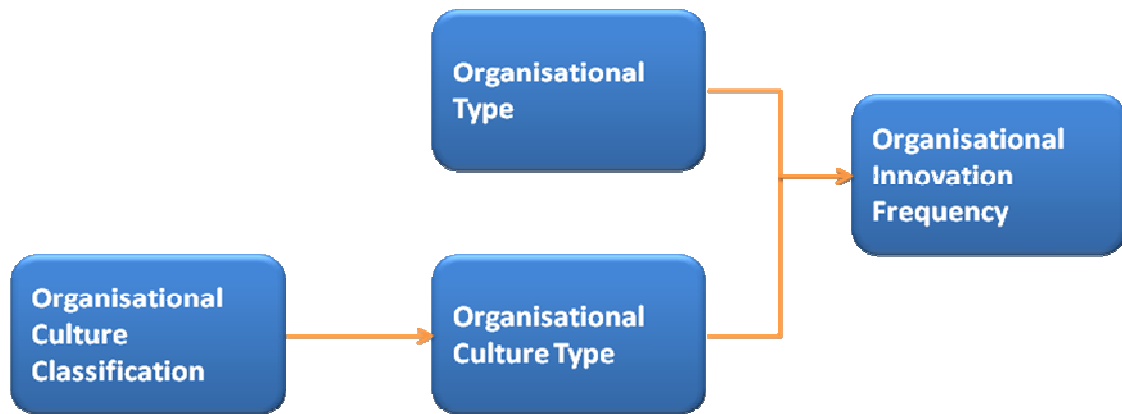 Organisational
Type
Organisational
Innovation
Frequency
Organisational
Culture
Classification
Organisational
Culture Type